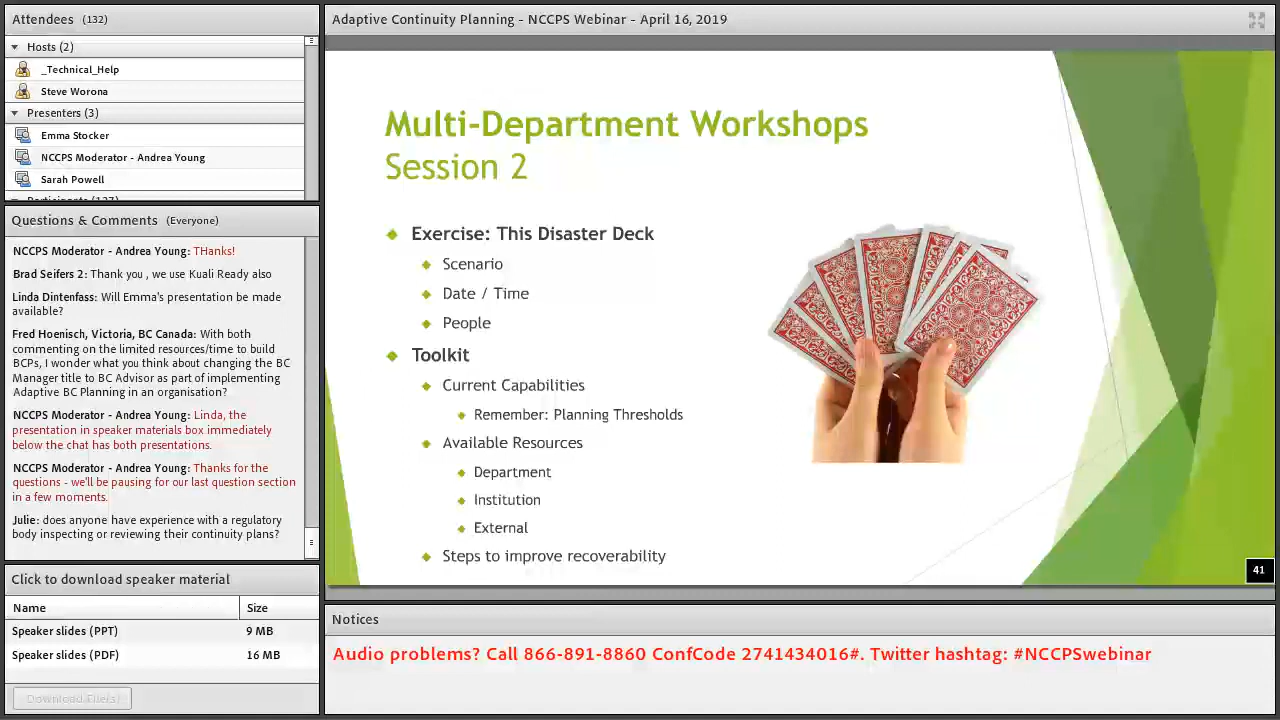 Attendees (132)
Hosts (2)
_Technical_Help
Steve Worona
Presenters (3)
Emma Stocker
NCCPS Moderator - Andrea Young
Sarah Powell
Questions & Comments (Everyone)
NCCPS Moderator - Andrea Young: THanks!
Brad Seifers 2: Thank you , we use Kuali Ready also
Linda Dintenfass: Will Emma's presentation be made
available?
Fred Hoenisch, Victoria, BC Canada: With both
commenting on the limited resources/time to build
BCPs, I wonder what you think about changing the BC
Manager title to BC Advisor as part of implementing
Adaptive BC Planning in an organisation?
NCCPS Moderator - Andrea Young: Linda, the
presentation in speaker materials box immediately
below the chat has both presentations.
NCCPS Moderator - Andrea Young: Thanks for the
questions - we'll be pausing for our last question section
in a few moments.
Julie: does anyone have experience with a regulatory
body inspecting or reviewing their continuity plans?
Click to download speaker material
Name Size
Speaker slides (PPT) 9 MB
Speaker slides (PDF) 16 MB
Download File(s)
Adaptive Continuity Planning - NCCPS Webinar - April 16, 2019
Multi-Department Workshops
Session 2
Exercise: This Disaster Deck
Scenario
Date / Time
People
Toolkit
Current Capabilities
Remember: Planning Thresholds
Available Resources
Department
Institution
External
Steps to improve recoverability
41
Notices
Audio problems? Call 866-891-8860 ConfCode 2741434016#. Twitter hashtag: #NCCPSwebinar